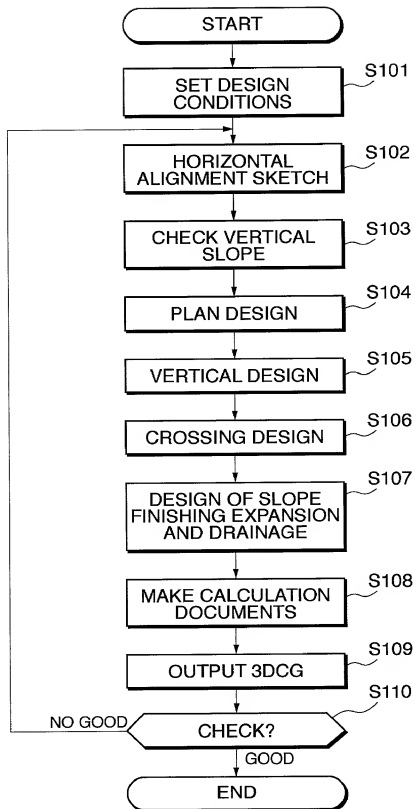 START
SET DESIGN
CONDITIONS
S101
HORIZONTAL
ALIGNMENT SKETCH
S102
CHECK VERTICAL
SLOPE
S103
PLAN DESIGN
S104
VERTICAL DESIGN
S105
CROSSING DESIGN
S106
DESIGN OF SLOPE
FINISHING EXPANSION
AND DRAINAGE
S107
MAKE CALCULATION
DOCUMENTS
S108
OUTPUT 3DCG
S109
CHECK?
S110
NO GOOD
GOOD
END